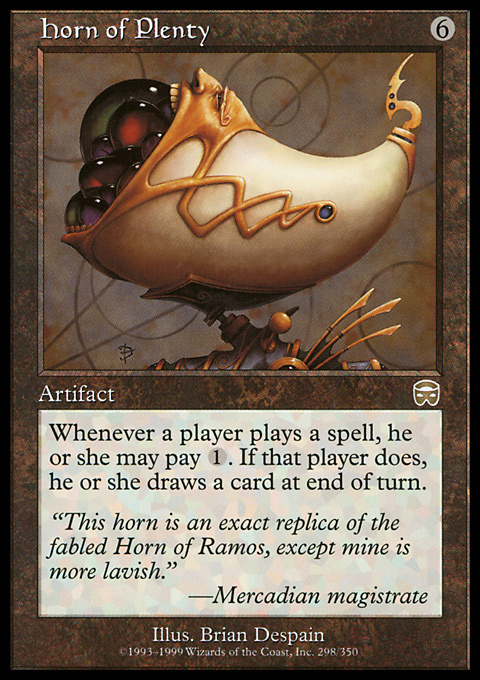 Horn of Plenty 6
Artifact
Whenever a player plays a spell, he
or she may pay 1. If that player does,
he or she draws a card at end of turn.
“This horn is an exact replica of the
fabled Horn of Ramos, except mine is
more lavish.”
—Mercadian magistrate
Illus. Brian Despain
©1993–1999 Wizards of the Coast, Inc. 298/350